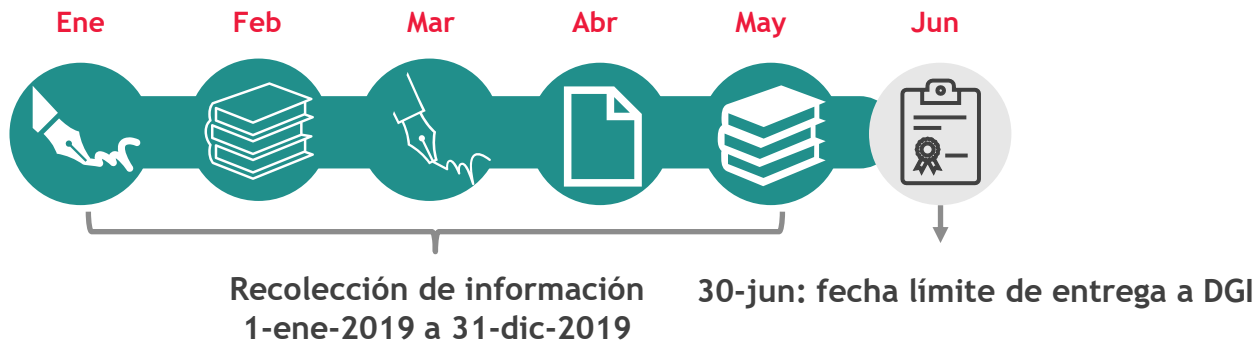 Ene Feb Mar Abr May Jun
Recolección de información
1-ene-2019 a 31-dic-2019
30-jun: fecha límite de entrega a DGI